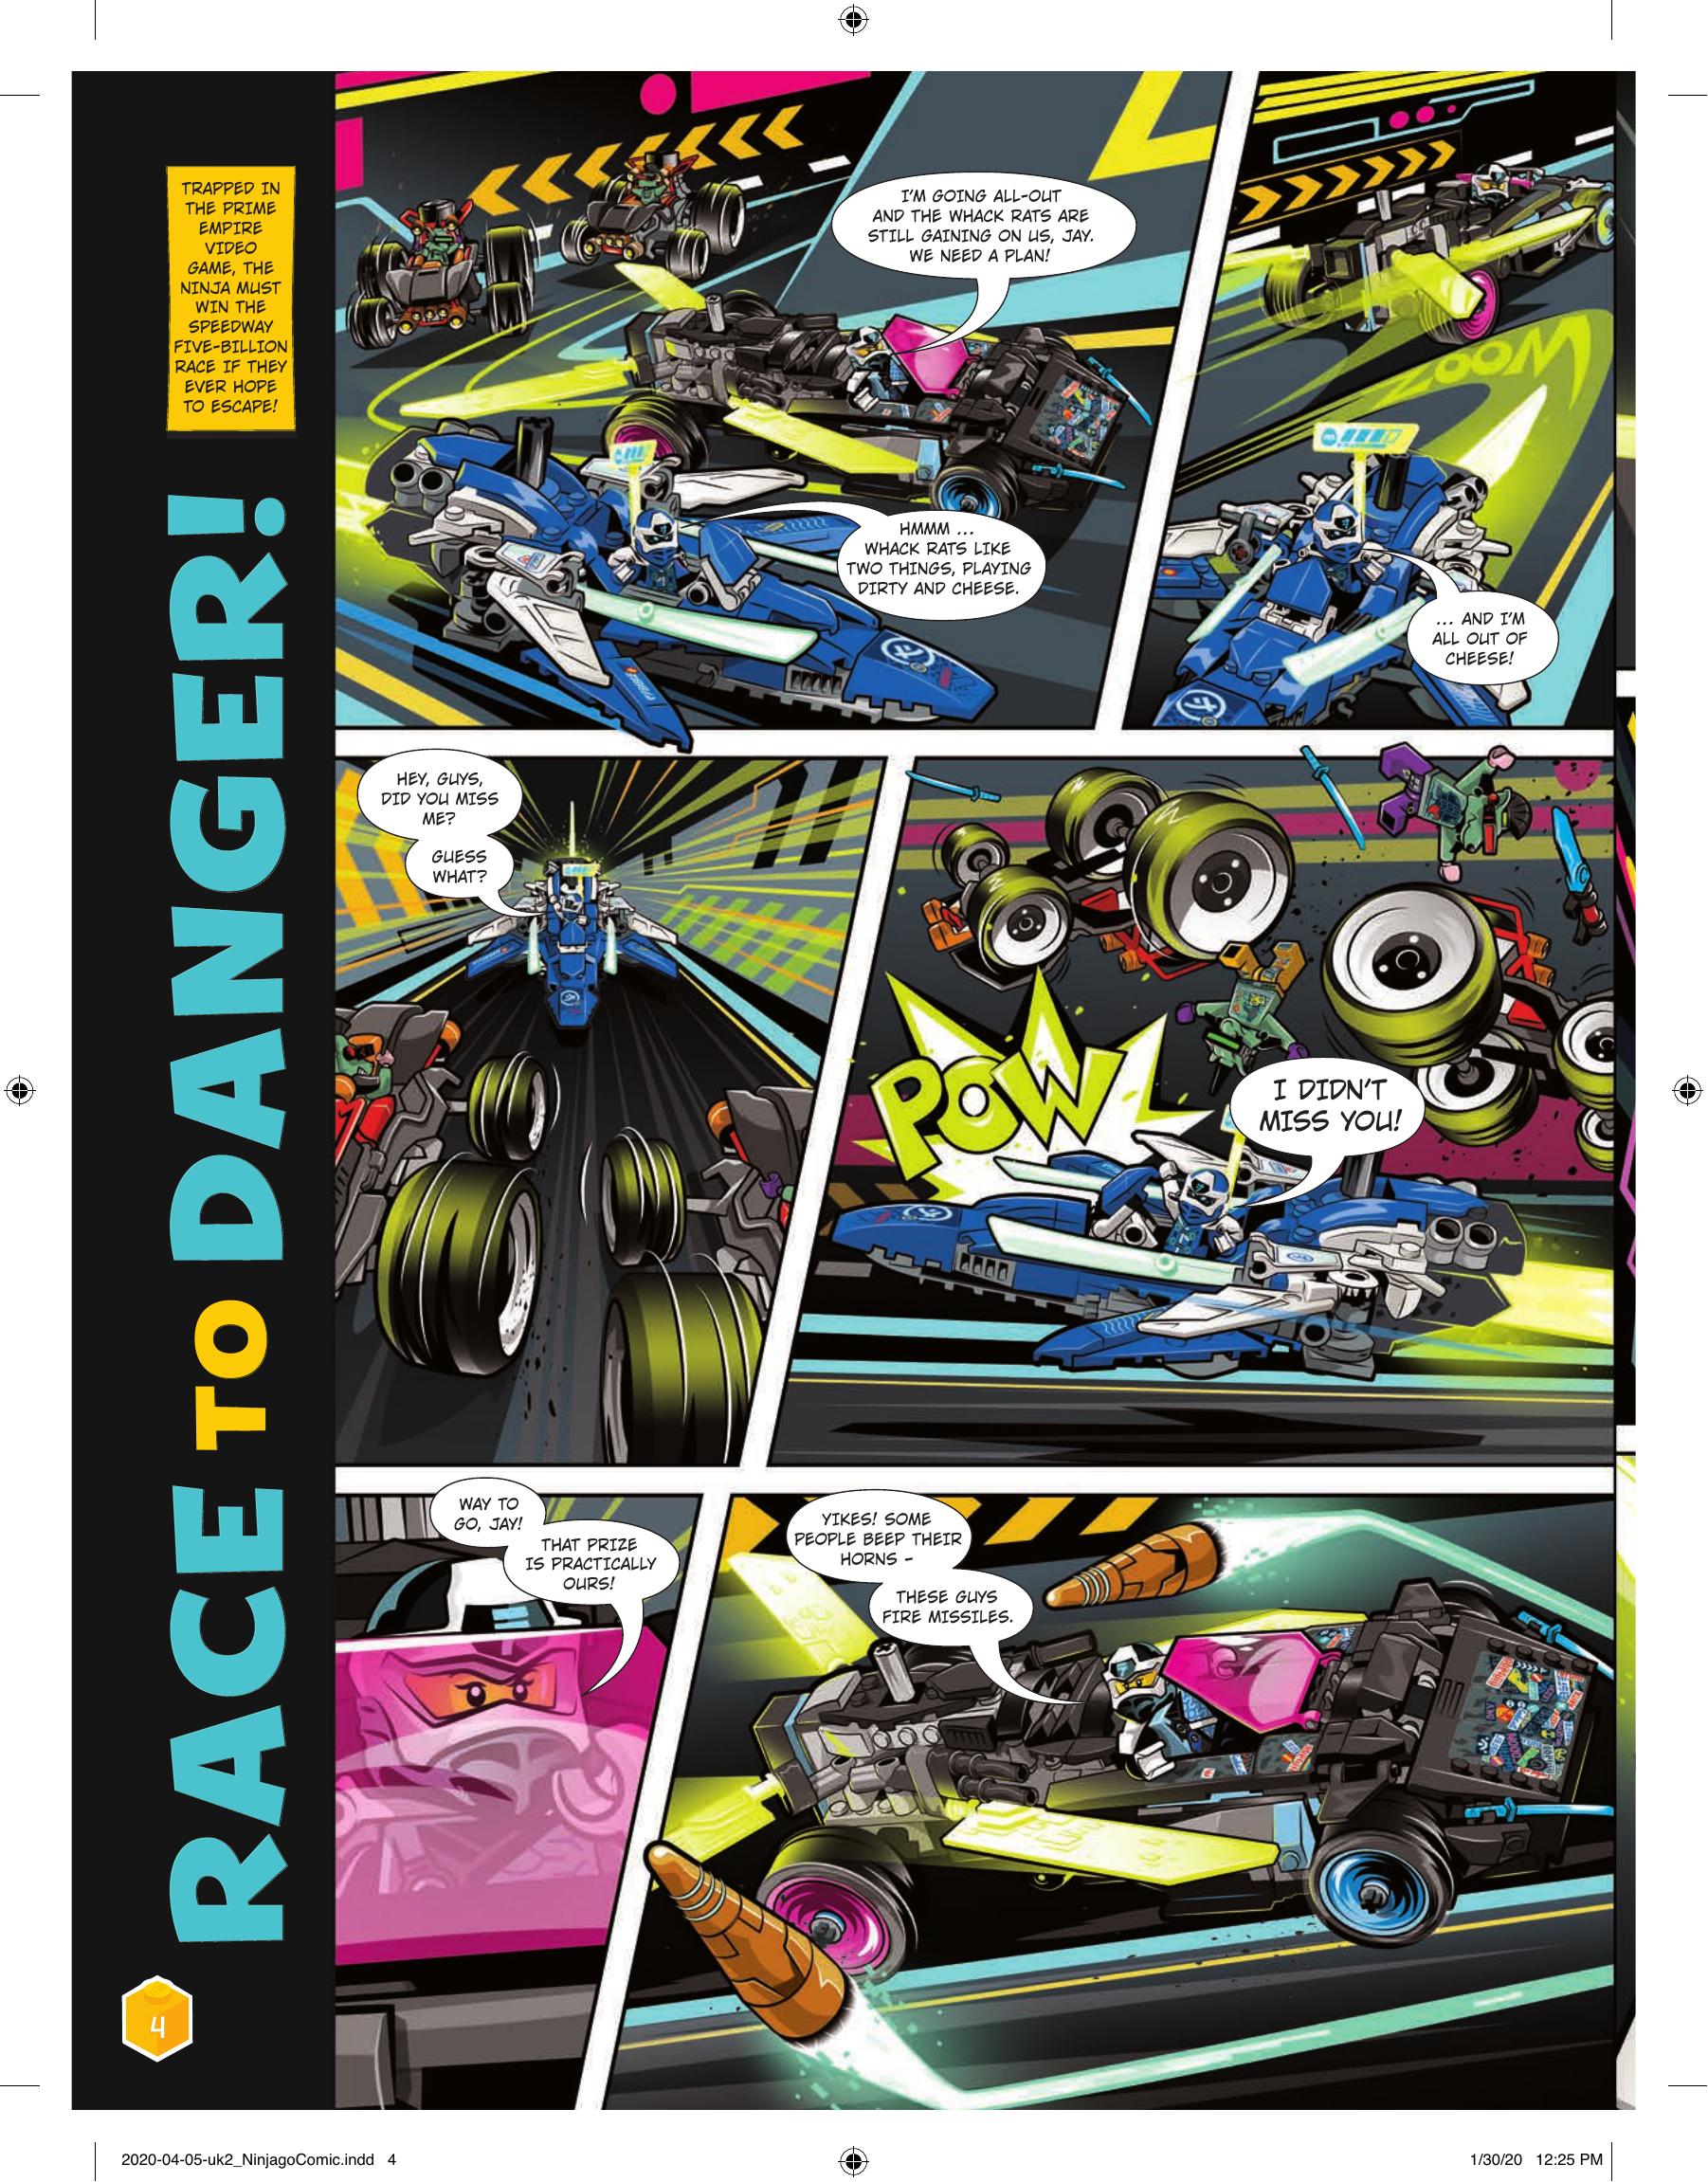 TRAPPED IN
THE PRIME
EMPIRE
VIDEO
GAME, THE
NINJA MUST
WIN THE
SPEEDWAY
FIVE-BILLION
RACE IF THEY
EVER HOPE
TO ESCAPE!
RACE TO DANGER!
I'M GOING ALL-OUT
AND THE WHACK RATS ARE
STILL GAINING ON US, JAY.
WE NEED A PLAN!
HMMM ...
WHACK RATS LIKE
TWO THINGS, PLAYING
DIRTY AND CHEESE.
ZOOM
... AND I'M
ALL OUT OF
CHEESE!
HEY, GUYS,
DID YOU MISS
ME?
GUESS
WHAT?
POW
I DIDN'T
MISS YOU!
WAY TO
GO, JAY!
THAT PRIZE
IS PRACTICALLY
OURS!
YIKES! SOME
PEOPLE BEEP THEIR
HORNS –
THESE GUYS
FIRE MISSILES.
4
2020-04-05-uk2_NinjagoComic.indd 4
1/30/20 12:25 PM